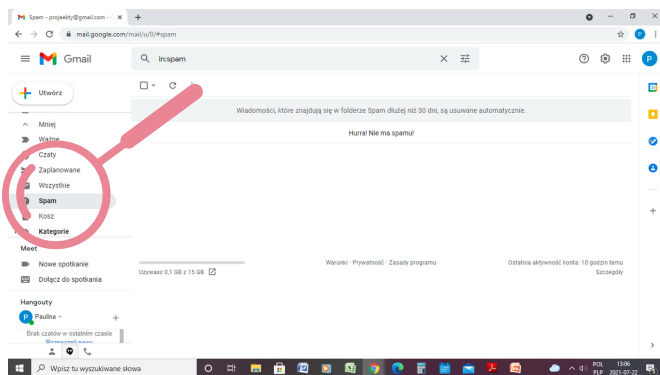 Spam - projeekty@gmail.com -
mail.google.com/mail/u/0/#spam
Gmail
in:spam
Utwórz
Wiadomości, które znajdują się w folderze Spam dłużej niż 30 dni, są usuwane automatycznie.
Hurra! Nie ma spamu!
Mniej
Ważne
Czaty
Zaplanowane
Wszystkie
Spam
Kosz
Kategorie
Meet
Nowe spotkanie
Dołącz do spotkania
Używasz 0,1 GB z 15 GB
Warunki · Prywatność · Zasady programu
Ostatnia aktywność konta: 10 godzin temu
Szczegóły
Hangouty
P Paulina
Brak czatów w ostatnim czasie
Rozpocznij nowy
Wpisz tu wyszukiwane słowa
POL 13:06
PLP 2021-07-22